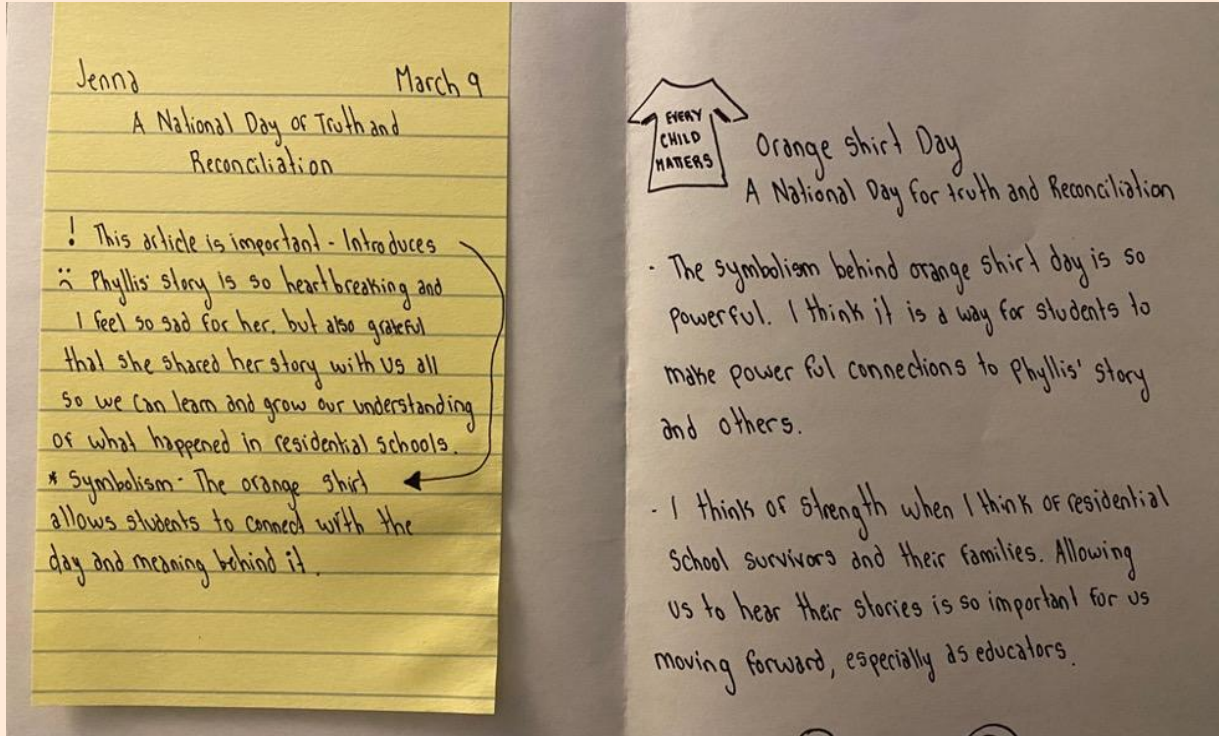 Jenna March 9
A National Day of Truth and
Reconciliation
! This article is important - Introduces
Phyllis' story is so heartbreaking and
I feel so sad for her. but also grateful
that she shared her story with us all
so we can learn and grow our understanding
of what happened in residential schools.
* Symbolism - The orange shirt
allows students to connect with the
day and meaning behind it.
EVERY
CHILD
MATTERS
Orange Shirt Day
A National Day for truth and Reconciliation
- The symbolism behind orange shirt day is so
powerful. I think it is a way for students to
make power ful connections to Phyllis' story
and others.
- I think of strength when I think of residential
School survivors and their families. Allowing
us to hear their stories is so important for us
moving forward, especially as educators.